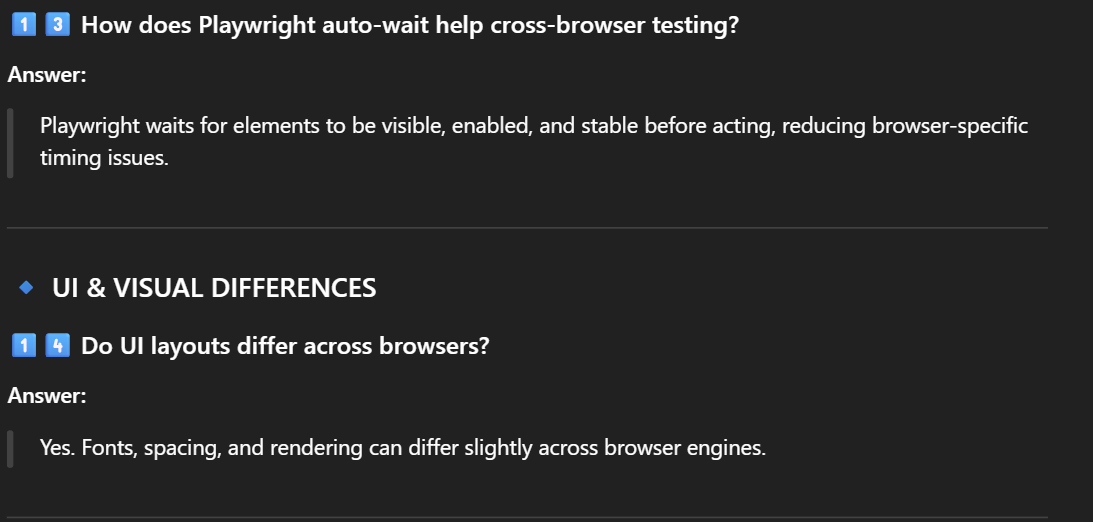 1️⃣3️⃣ How does Playwright auto-wait help cross-browser testing?
Answer:
Playwright waits for elements to be visible, enabled, and stable before acting, reducing browser-specific
timing issues.
🔹 UI & VISUAL DIFFERENCES
1️⃣4️⃣ Do UI layouts differ across browsers?
Answer:
Yes. Fonts, spacing, and rendering can differ slightly across browser engines.